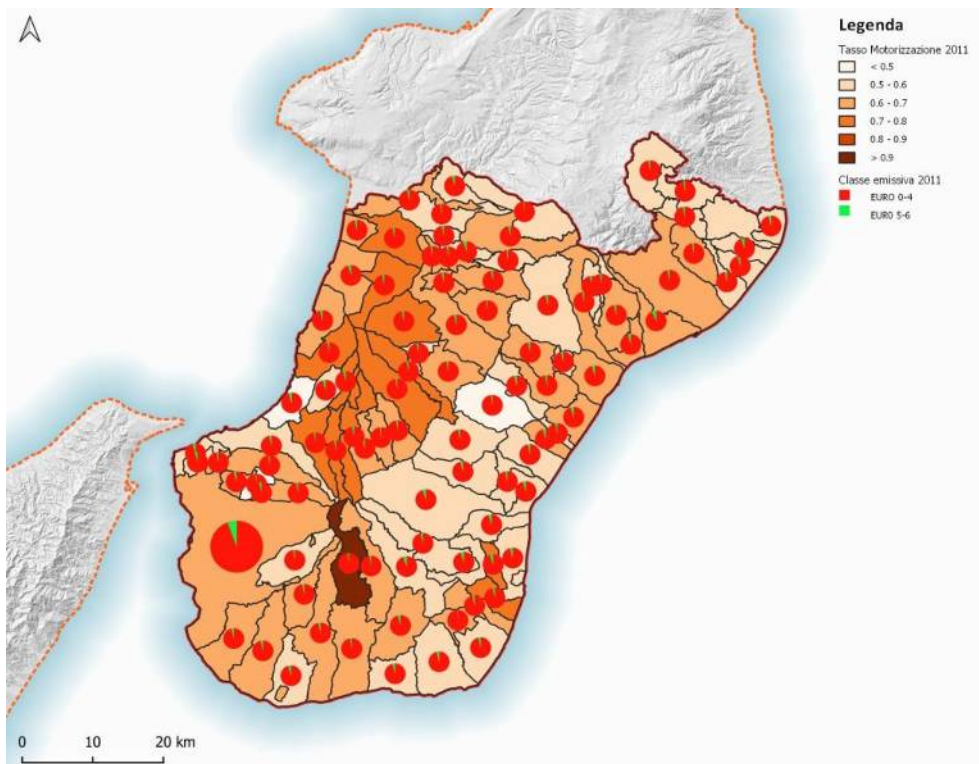 Legenda
Tasso Motorizzazione 2011
< 0.5
0.5 - 0.6
0.6 - 0.7
0.7 - 0.8
0.8 - 0.9
> 0.9
Classe emissiva 2011
EURO 0-4
EURO 5-6
0 10 20 km